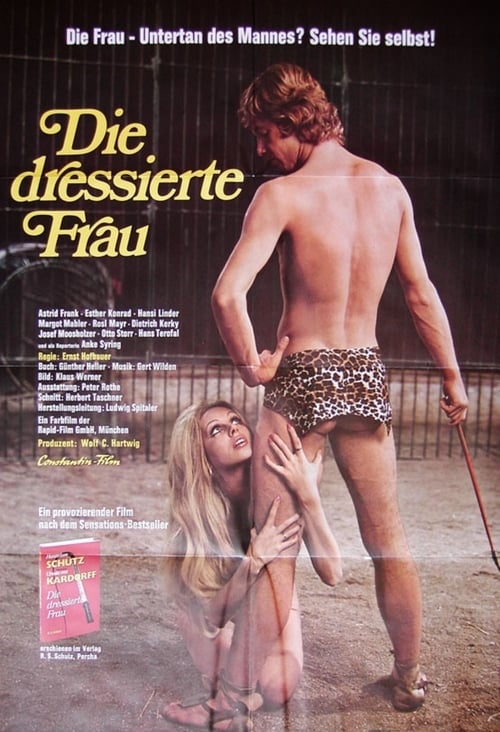 Die Frau - Untertan des Mannes? Sehen Sie selbst!
Die
dressierte
Frau
Astrid Frank · Esther Konrad · Hansi Linder
Margot Mahler · Rosl Mayr · Dietrich Kerky
Josef Moosholzer · Otto Storr · Hans Terofal
und als Reporterin Anke Syring
Regie: Ernst Hofbauer
Buch: Günther Heller · Musik: Gert Wilden
Bild: Klaus Werner
Ausstattung: Peter Rothe
Schnitt: Herbert Taschner
Herstellungsleitung: Ludwig Spitaler
Ein Farbfilm der
Rapid-Film GmbH, München
Produzent: Wolf C. Hartwig
Constantin-Film
Ein provozierender Film
nach dem Sensations-Bestseller
SCHÜTZ
KARDORFF
Die
dressierte
Frau
erschienen im Verlag
R. S. Schulz, Percha